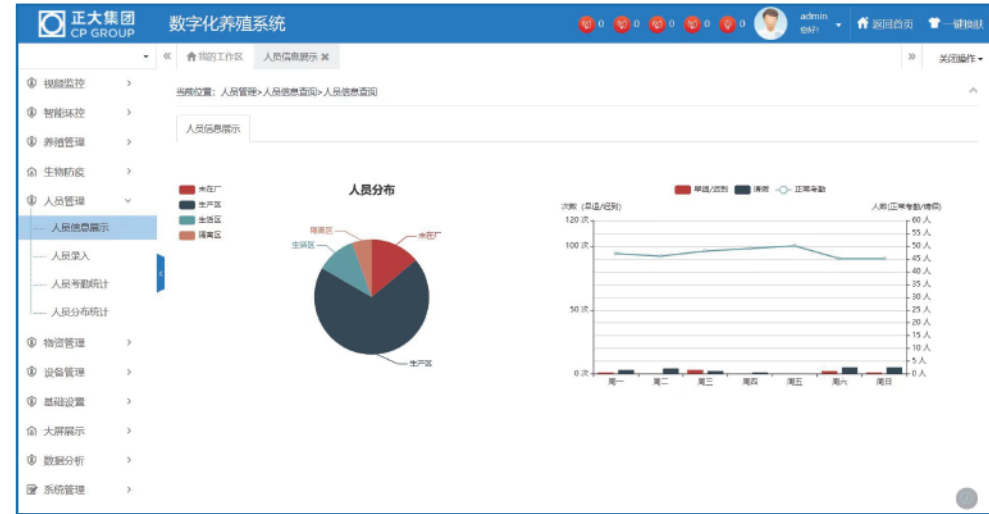 正大集团
CP GROUP
数字化养殖系统
0
0
0
0
0
admin
您好!
返回首页
一键换肤
我的工作区
人员信息展示
关闭操作
视频监控
智能环控
养殖管理
生物防疫
人员管理
人员信息展示
人员录入
人员考勤统计
人员分布统计
物资管理
设备管理
基础设置
大屏展示
数据分析
系统管理
当前位置:人员管理>人员信息查询>人员信息查询
人员信息展示
未在厂
生产区
生活区
隔离区
人员分布
隔离区
未在厂
生活区
生产区
早退/迟到
请假
正常考勤
次数 (早退/迟到)
人数(正常考勤/请假)
120 次
100 次
50 次
0 次
60 人
55 人
50 人
45 人
40 人
35 人
30 人
25 人
20 人
15 人
10 人
5 人
0 人
周一
周二
周三
周四
周五
周六
周日